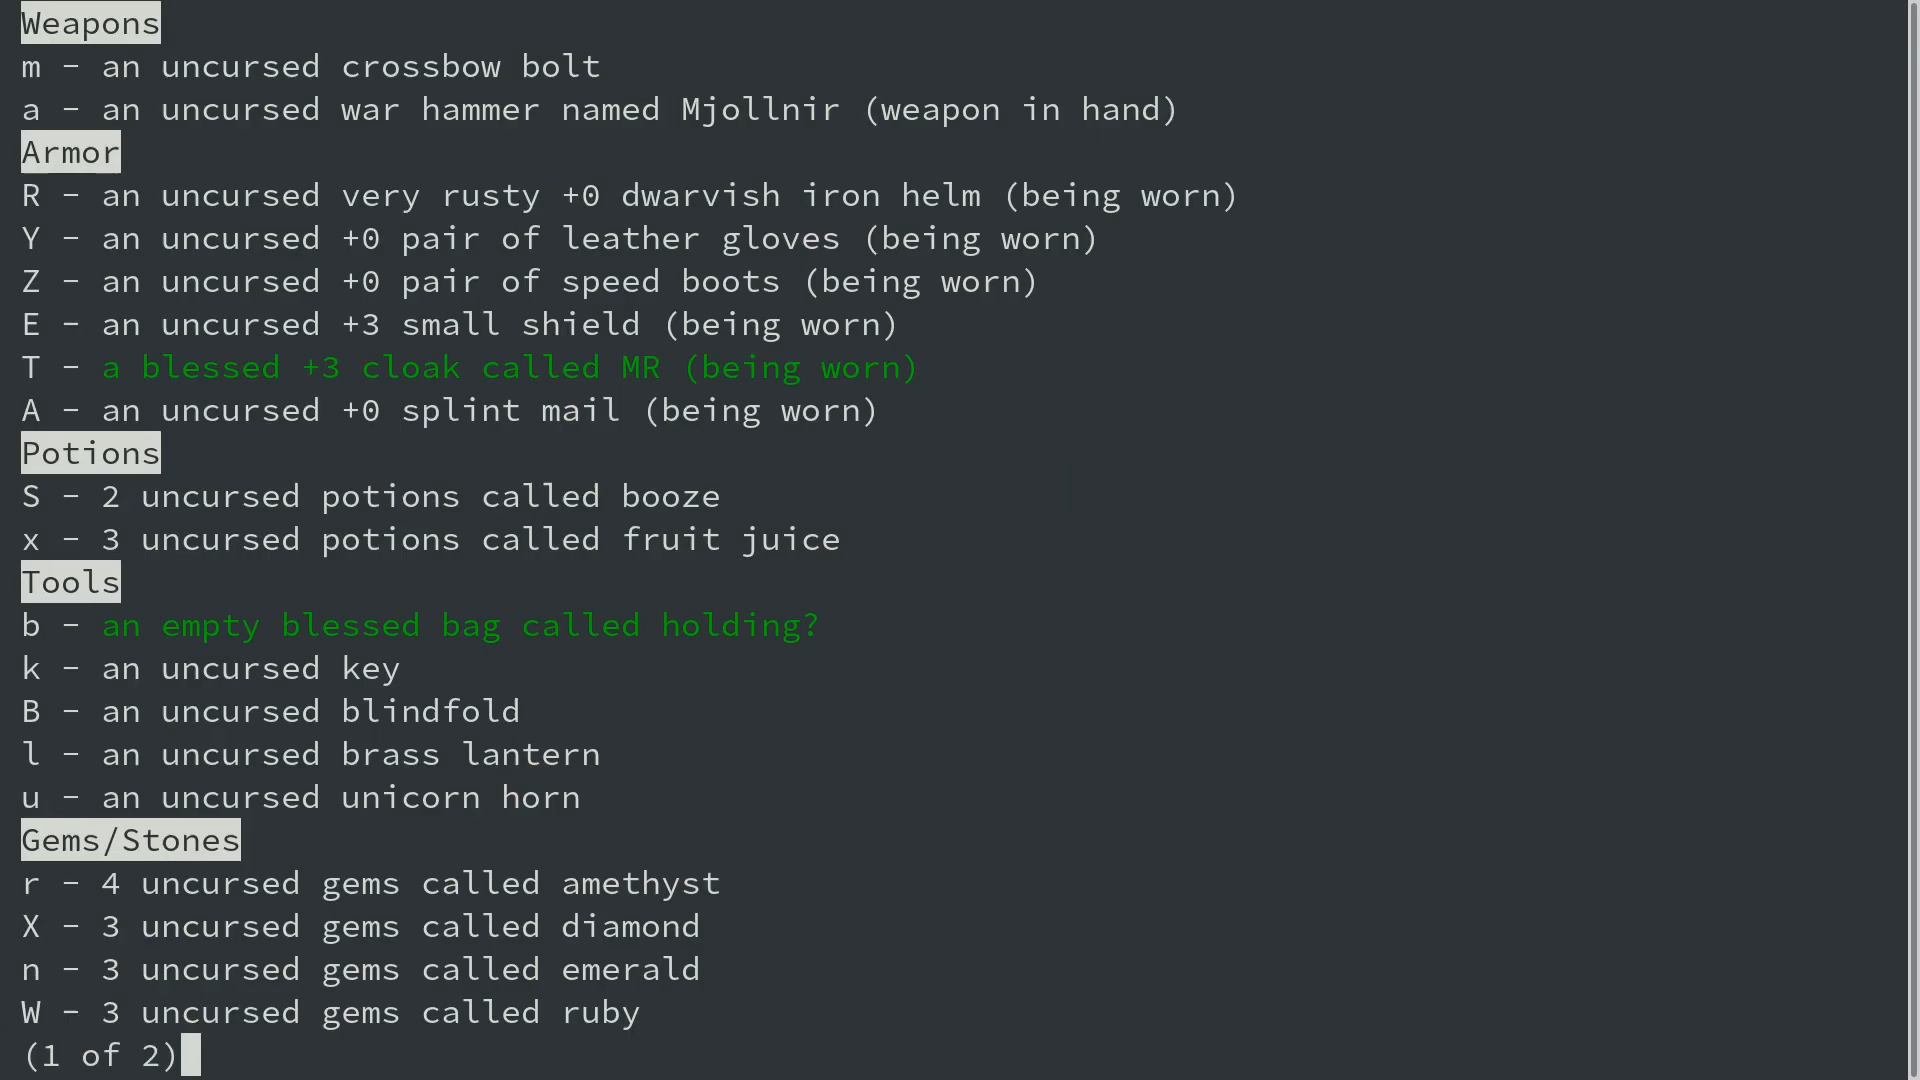 Weapons
m - an uncursed crossbow bolt
a - an uncursed war hammer named Mjollnir (weapon in hand)
Armor
R - an uncursed very rusty +0 dwarvish iron helm (being worn)
Y - an uncursed +0 pair of leather gloves (being worn)
Z - an uncursed +0 pair of speed boots (being worn)
E - an uncursed +3 small shield (being worn)
T - a blessed +3 cloak called MR (being worn)
A - an uncursed +0 splint mail (being worn)
Potions
S - 2 uncursed potions called booze
x - 3 uncursed potions called fruit juice
Tools
b - an empty blessed bag called holding?
k - an uncursed key
B - an uncursed blindfold
l - an uncursed brass lantern
u - an uncursed unicorn horn
Gems/Stones
r - 4 uncursed gems called amethyst
X - 3 uncursed gems called diamond
n - 3 uncursed gems called emerald
W - 3 uncursed gems called ruby
(1 of 2)